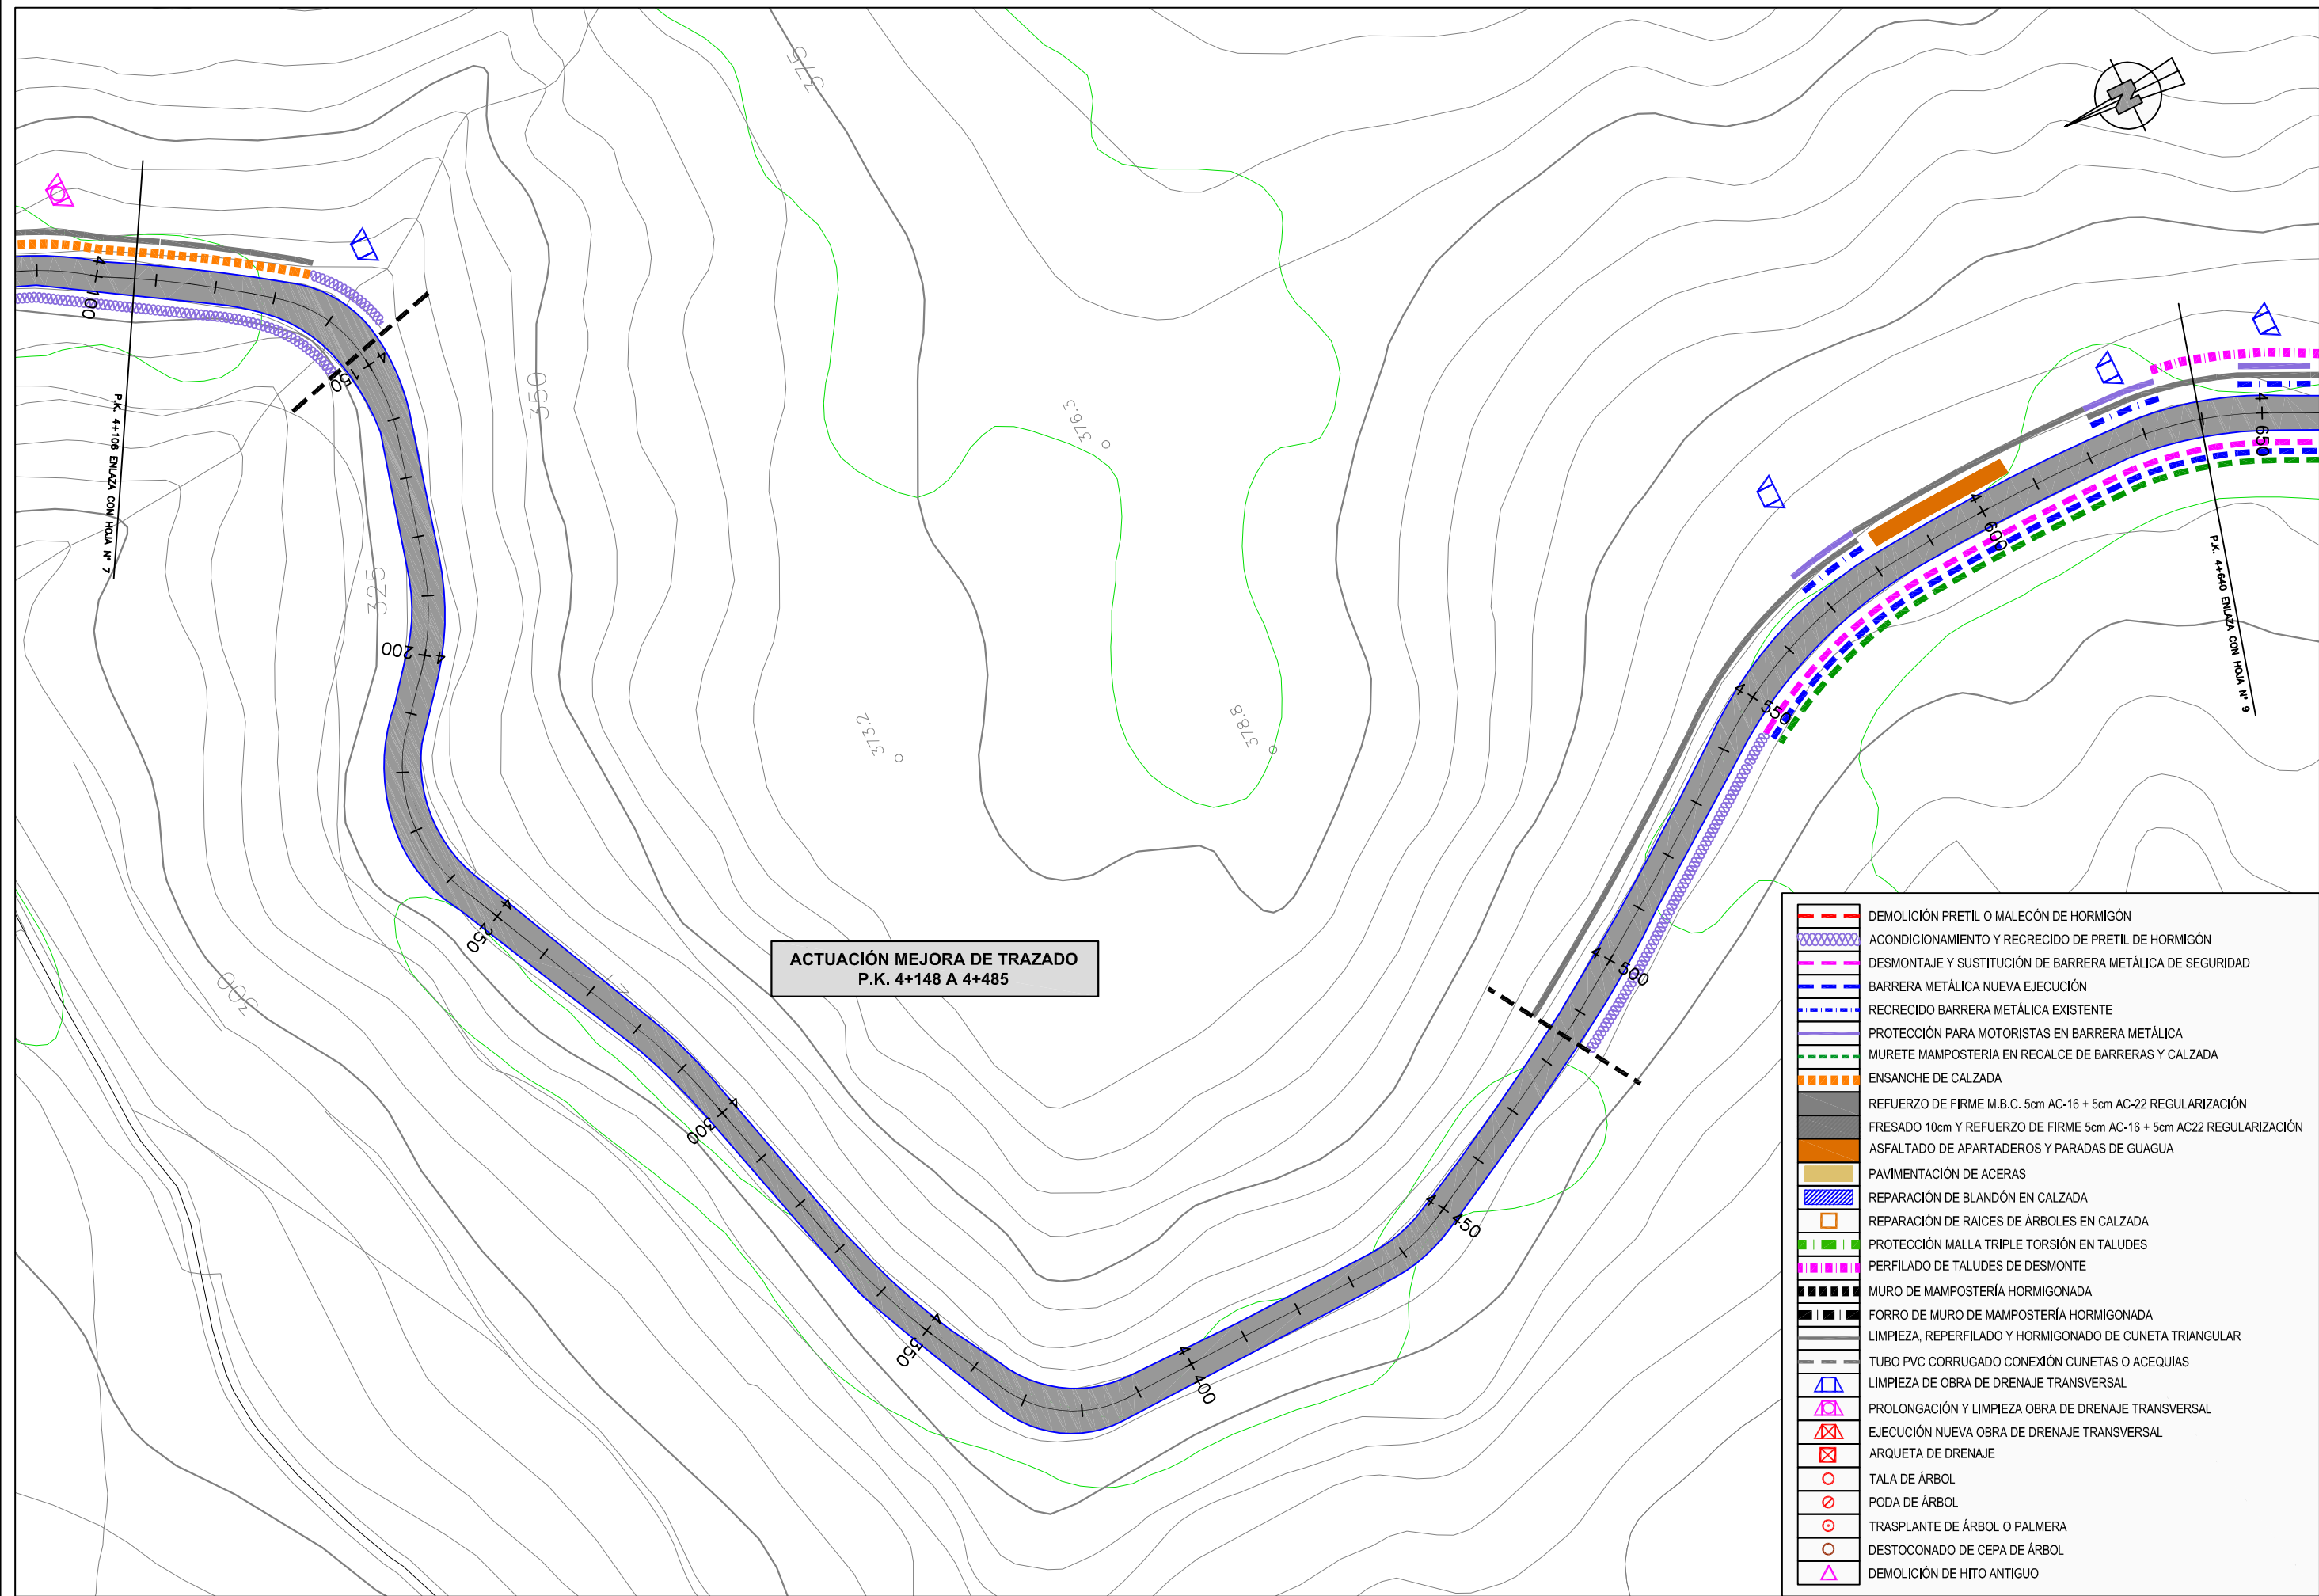 375
N
350
325
300
376.3
373.2
378.8
4+100
4+150
4+200
4+250
4+300
4+350
4+400
4+450
4+500
4+550
4+600
4+650
P.K. 4+106 ENLAZA CON HOJA Nº 7
P.K. 4+640 ENLAZA CON HOJA Nº 9
ACTUACIÓN MEJORA DE TRAZADO
P.K. 4+148 A 4+485
DEMOLICIÓN PRETIL O MALECÓN DE HORMIGÓN
ACONDICIONAMIENTO Y RECRECIDO DE PRETIL DE HORMIGÓN
DESMONTAJE Y SUSTITUCIÓN DE BARRERA METÁLICA DE SEGURIDAD
BARRERA METÁLICA NUEVA EJECUCIÓN
RECRECIDO BARRERA METÁLICA EXISTENTE
PROTECCIÓN PARA MOTORISTAS EN BARRERA METÁLICA
MURETE MAMPOSTERIA EN RECALCE DE BARRERAS Y CALZADA
ENSANCHE DE CALZADA
REFUERZO DE FIRME M.B.C. 5cm AC-16 + 5cm AC-22 REGULARIZACIÓN
FRESADO 10cm Y REFUERZO DE FIRME 5cm AC-16 + 5cm AC22 REGULARIZACIÓN
ASFALTADO DE APARTADEROS Y PARADAS DE GUAGUA
PAVIMENTACIÓN DE ACERAS
REPARACIÓN DE BLANDÓN EN CALZADA
REPARACIÓN DE RAICES DE ÁRBOLES EN CALZADA
PROTECCIÓN MALLA TRIPLE TORSIÓN EN TALUDES
PERFILADO DE TALUDES DE DESMONTE
MURO DE MAMPOSTERÍA HORMIGONADA
FORRO DE MURO DE MAMPOSTERÍA HORMIGONADA
LIMPIEZA, REPERFILADO Y HORMIGONADO DE CUNETA TRIANGULAR
TUBO PVC CORRUGADO CONEXIÓN CUNETAS O ACEQUIAS
LIMPIEZA DE OBRA DE DRENAJE TRANSVERSAL
PROLONGACIÓN Y LIMPIEZA OBRA DE DRENAJE TRANSVERSAL
EJECUCIÓN NUEVA OBRA DE DRENAJE TRANSVERSAL
ARQUETA DE DRENAJE
TALA DE ÁRBOL
PODA DE ÁRBOL
TRASPLANTE DE ÁRBOL O PALMERA
DESTOCONADO DE CEPA DE ÁRBOL
DEMOLICIÓN DE HITO ANTIGUO